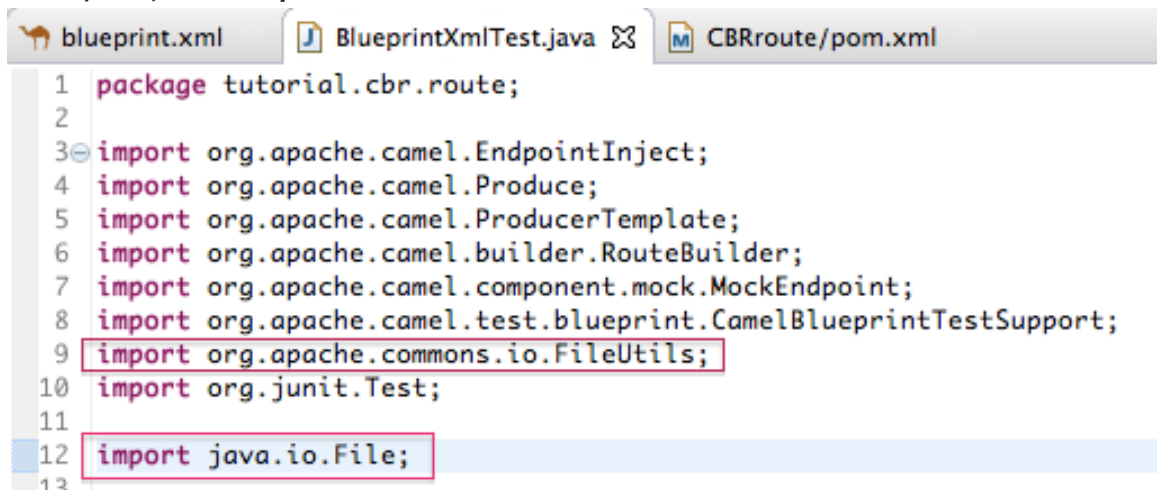 blueprint.xml BlueprintXmlTest.java CBRroute/pom.xml
1 package tutorial.cbr.route;
2
3 import org.apache.camel.EndpointInject;
4 import org.apache.camel.Produce;
5 import org.apache.camel.ProducerTemplate;
6 import org.apache.camel.builder.RouteBuilder;
7 import org.apache.camel.component.mock.MockEndpoint;
8 import org.apache.camel.test.blueprint.CamelBlueprintTestSupport;
9 import org.apache.commons.io.FileUtils;
10 import org.junit.Test;
11
12 import java.io.File;
13